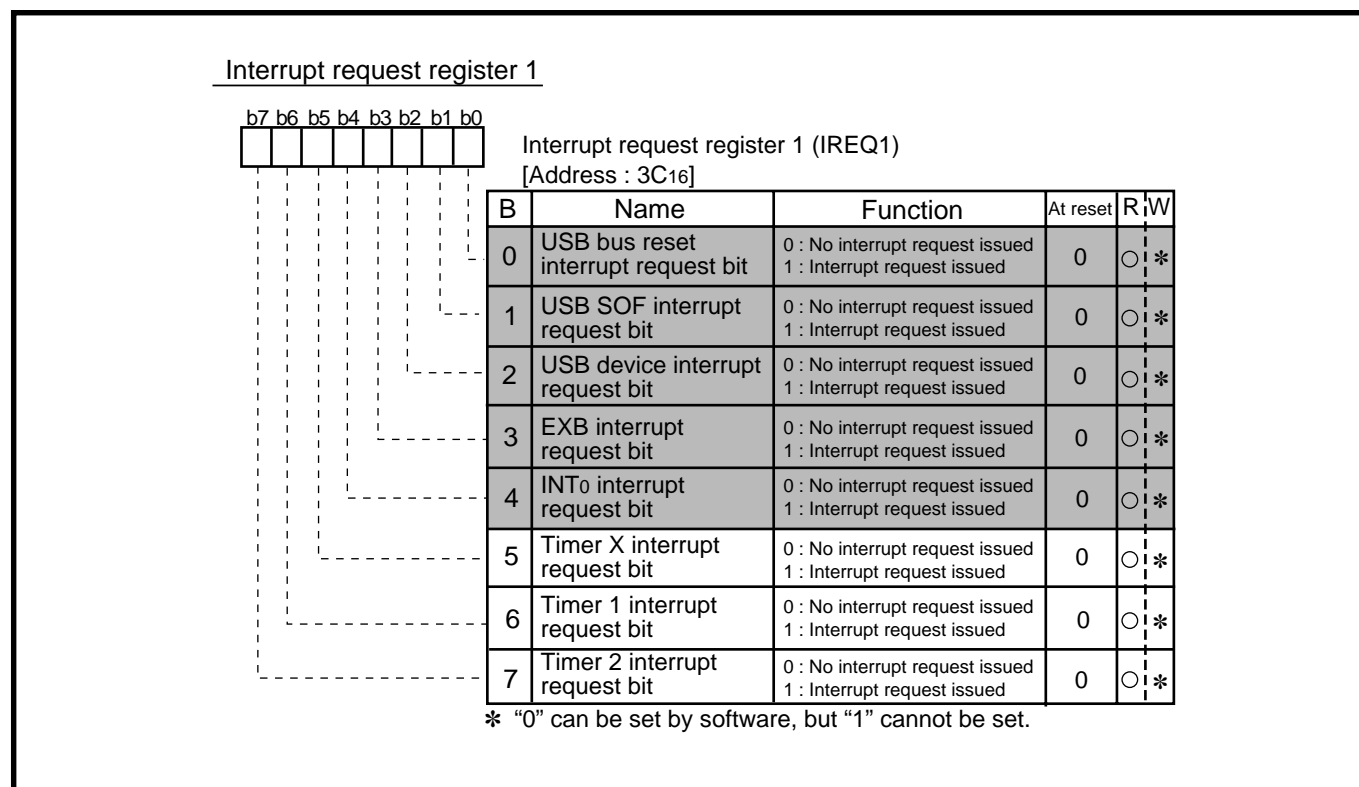 Interrupt request register 1
b7 b6 b5 b4 b3 b2 b1 b0
Interrupt request register 1 (IREQ1)
[Address : 3C16]
B Name Function At reset R W
0 USB bus reset interrupt request bit 0 : No interrupt request issued 1 : Interrupt request issued 0 ○ ✻
1 USB SOF interrupt request bit 0 : No interrupt request issued 1 : Interrupt request issued 0 ○ ✻
2 USB device interrupt request bit 0 : No interrupt request issued 1 : Interrupt request issued 0 ○ ✻
3 EXB interrupt request bit 0 : No interrupt request issued 1 : Interrupt request issued 0 ○ ✻
4 INT0 interrupt request bit 0 : No interrupt request issued 1 : Interrupt request issued 0 ○ ✻
5 Timer X interrupt request bit 0 : No interrupt request issued 1 : Interrupt request issued 0 ○ ✻
6 Timer 1 interrupt request bit 0 : No interrupt request issued 1 : Interrupt request issued 0 ○ ✻
7 Timer 2 interrupt request bit 0 : No interrupt request issued 1 : Interrupt request issued 0 ○ ✻
✻ “0” can be set by software, but “1” cannot be set.